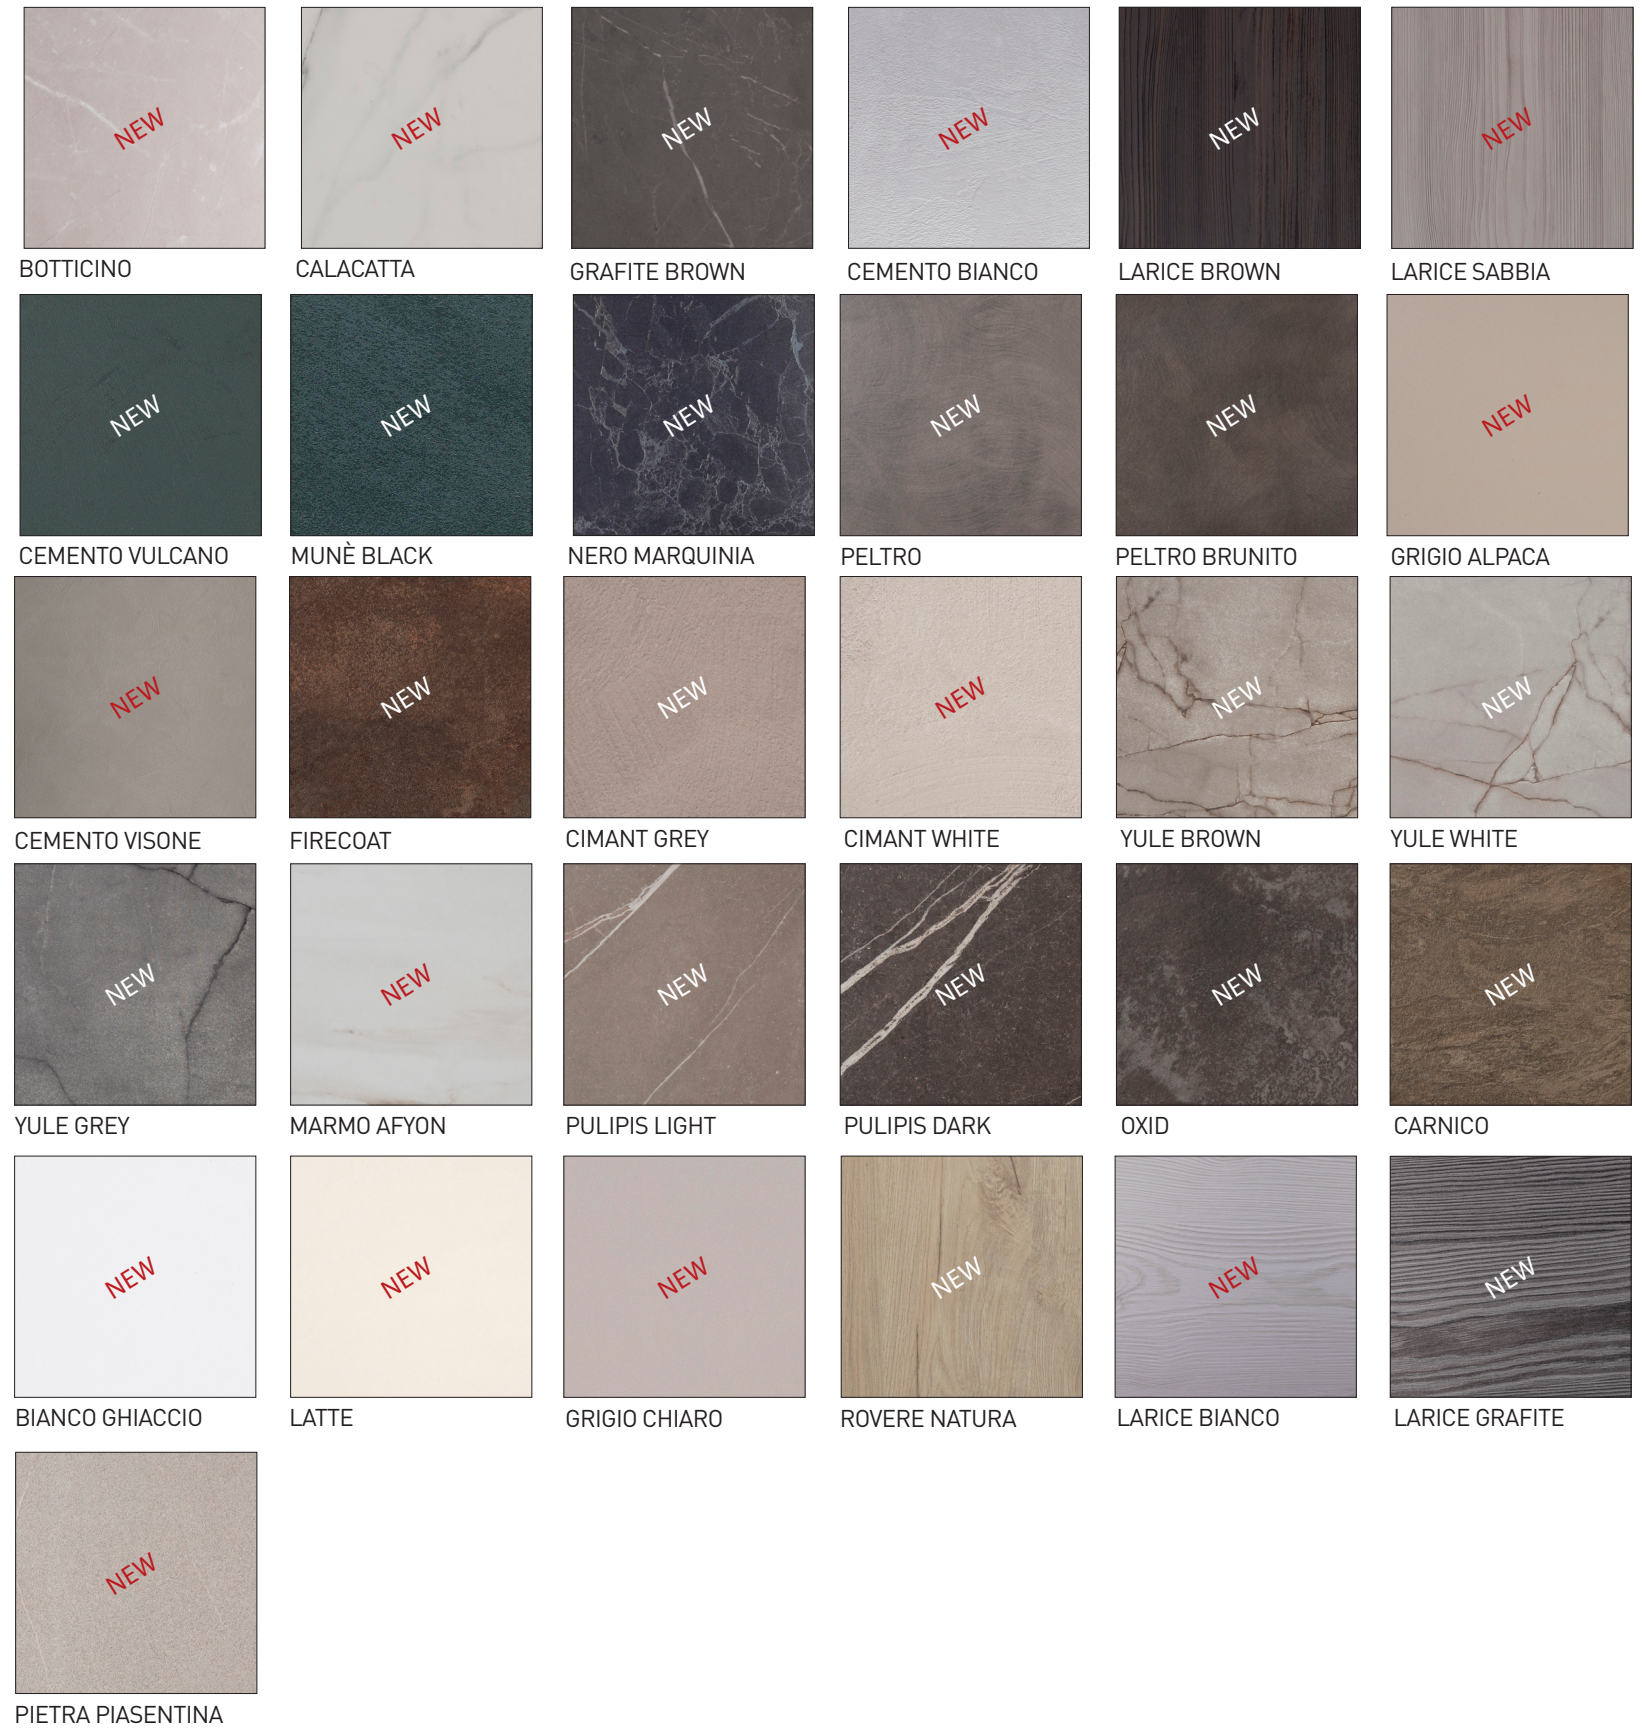 NEW NEW NEW NEW NEW NEW
BOTTICINO CALACATTA GRAFITE BROWN CEMENTO BIANCO LARICE BROWN LARICE SABBIA
NEW NEW NEW NEW NEW NEW
CEMENTO VULCANO MUNÈ BLACK NERO MARQUINIA PELTRO PELTRO BRUNITO GRIGIO ALPACA
NEW NEW NEW NEW NEW NEW
CEMENTO VISONE FIRECOAT CIMANT GREY CIMANT WHITE YULE BROWN YULE WHITE
NEW NEW NEW NEW NEW NEW
YULE GREY MARMO AFYON PULIPIS LIGHT PULIPIS DARK OXID CARNICO
NEW NEW NEW NEW NEW NEW
BIANCO GHIACCIO LATTE GRIGIO CHIARO ROVERE NATURA LARICE BIANCO LARICE GRAFITE
NEW
PIETRA PIASENTINA